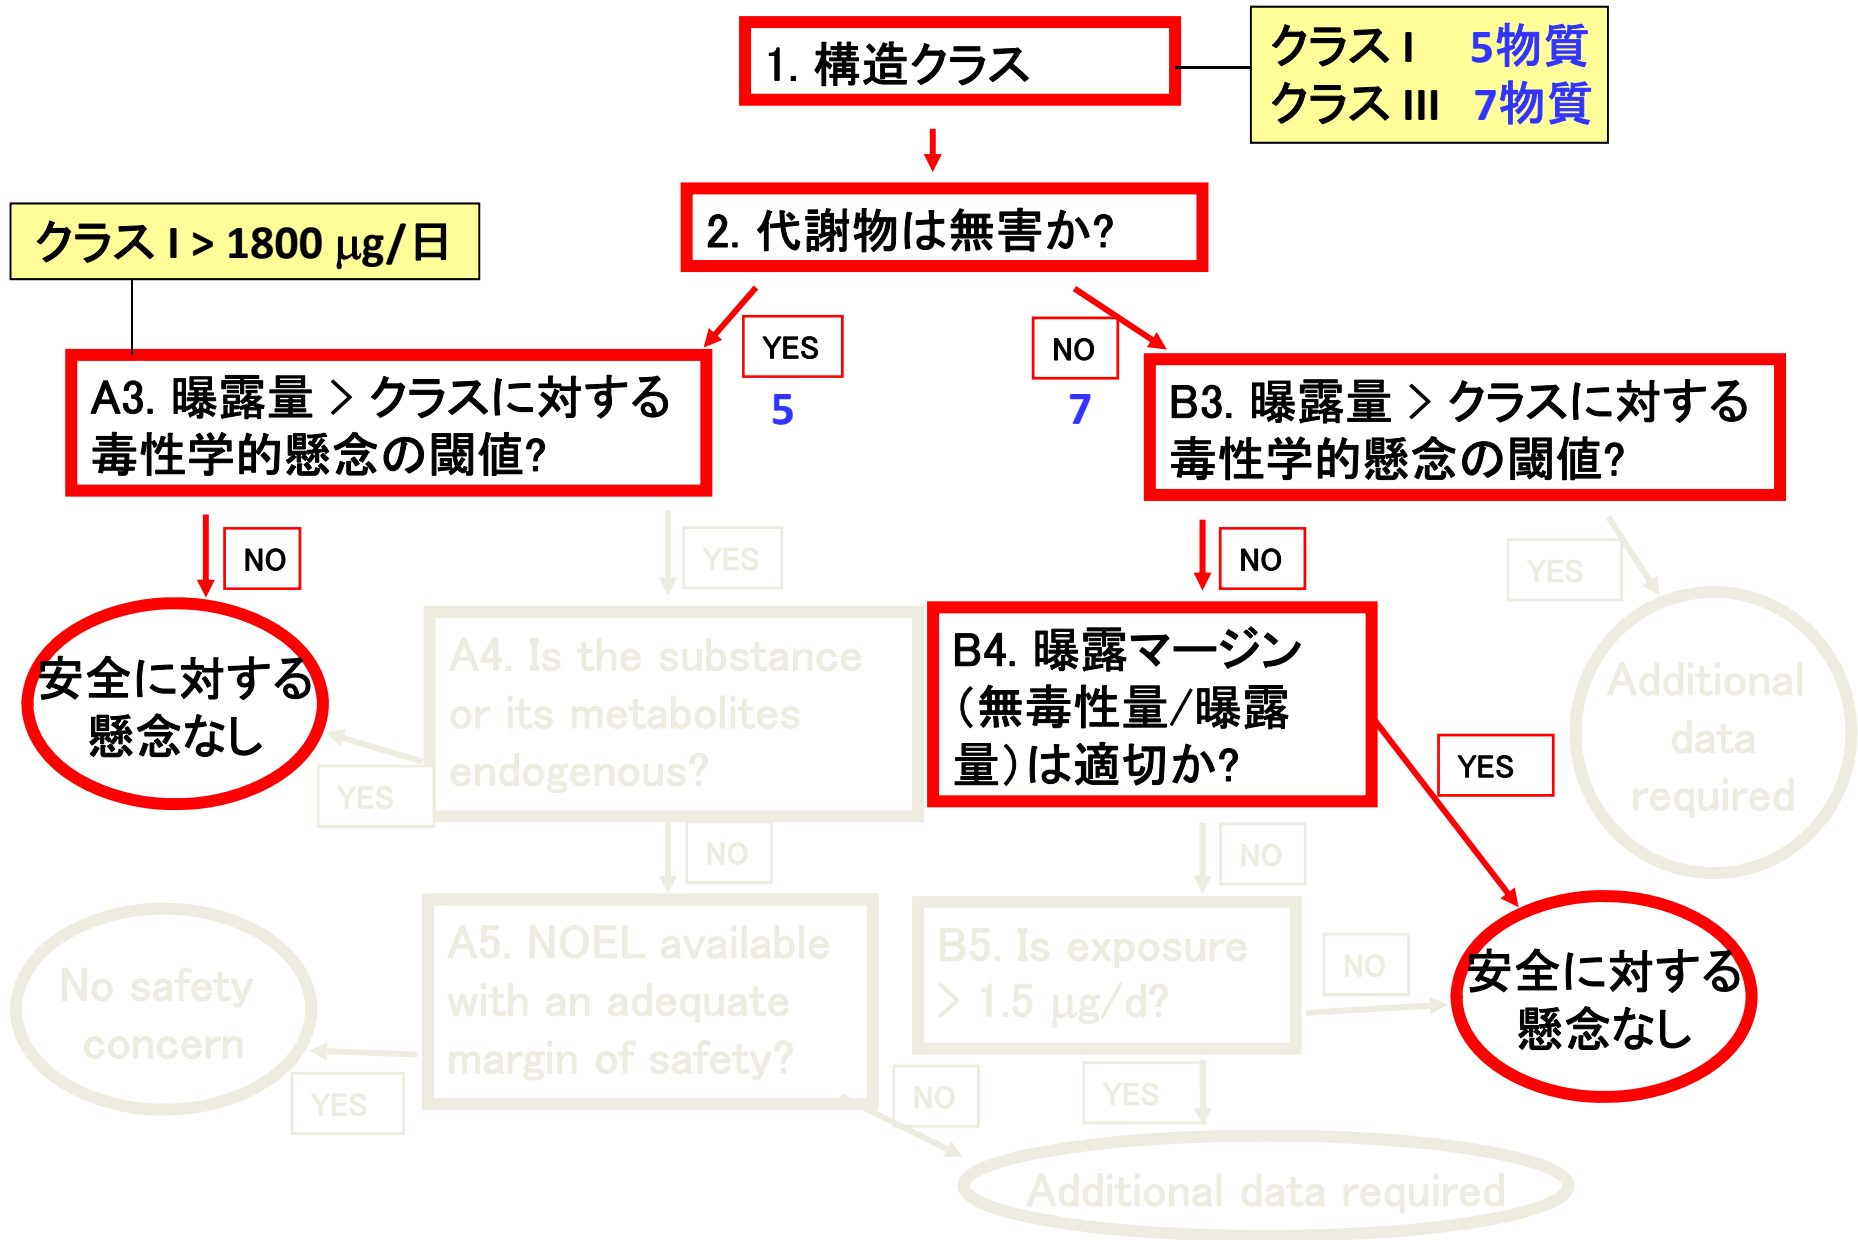 1. 構造クラス
クラス I 5物質
クラス III 7物質
2. 代謝物は無害か?
クラス I > 1800 μg/日
YES
5
NO
7
A3. 曝露量 > クラスに対する
毒性学的懸念の閾値?
B3. 曝露量 > クラスに対する
毒性学的懸念の閾値?
NO
YES
NO
YES
安全に対する
懸念なし
A4. Is the substance
or its metabolites
endogenous?
B4. 曝露マージン
(無毒性量/曝露
量)は適切か?
Additional
data
required
YES
YES
NO
NO
No safety
concern
A5. NOEL available
with an adequate
margin of safety?
B5. Is exposure
> 1.5 μg/d?
NO
安全に対する
懸念なし
YES
NO
YES
Additional data required